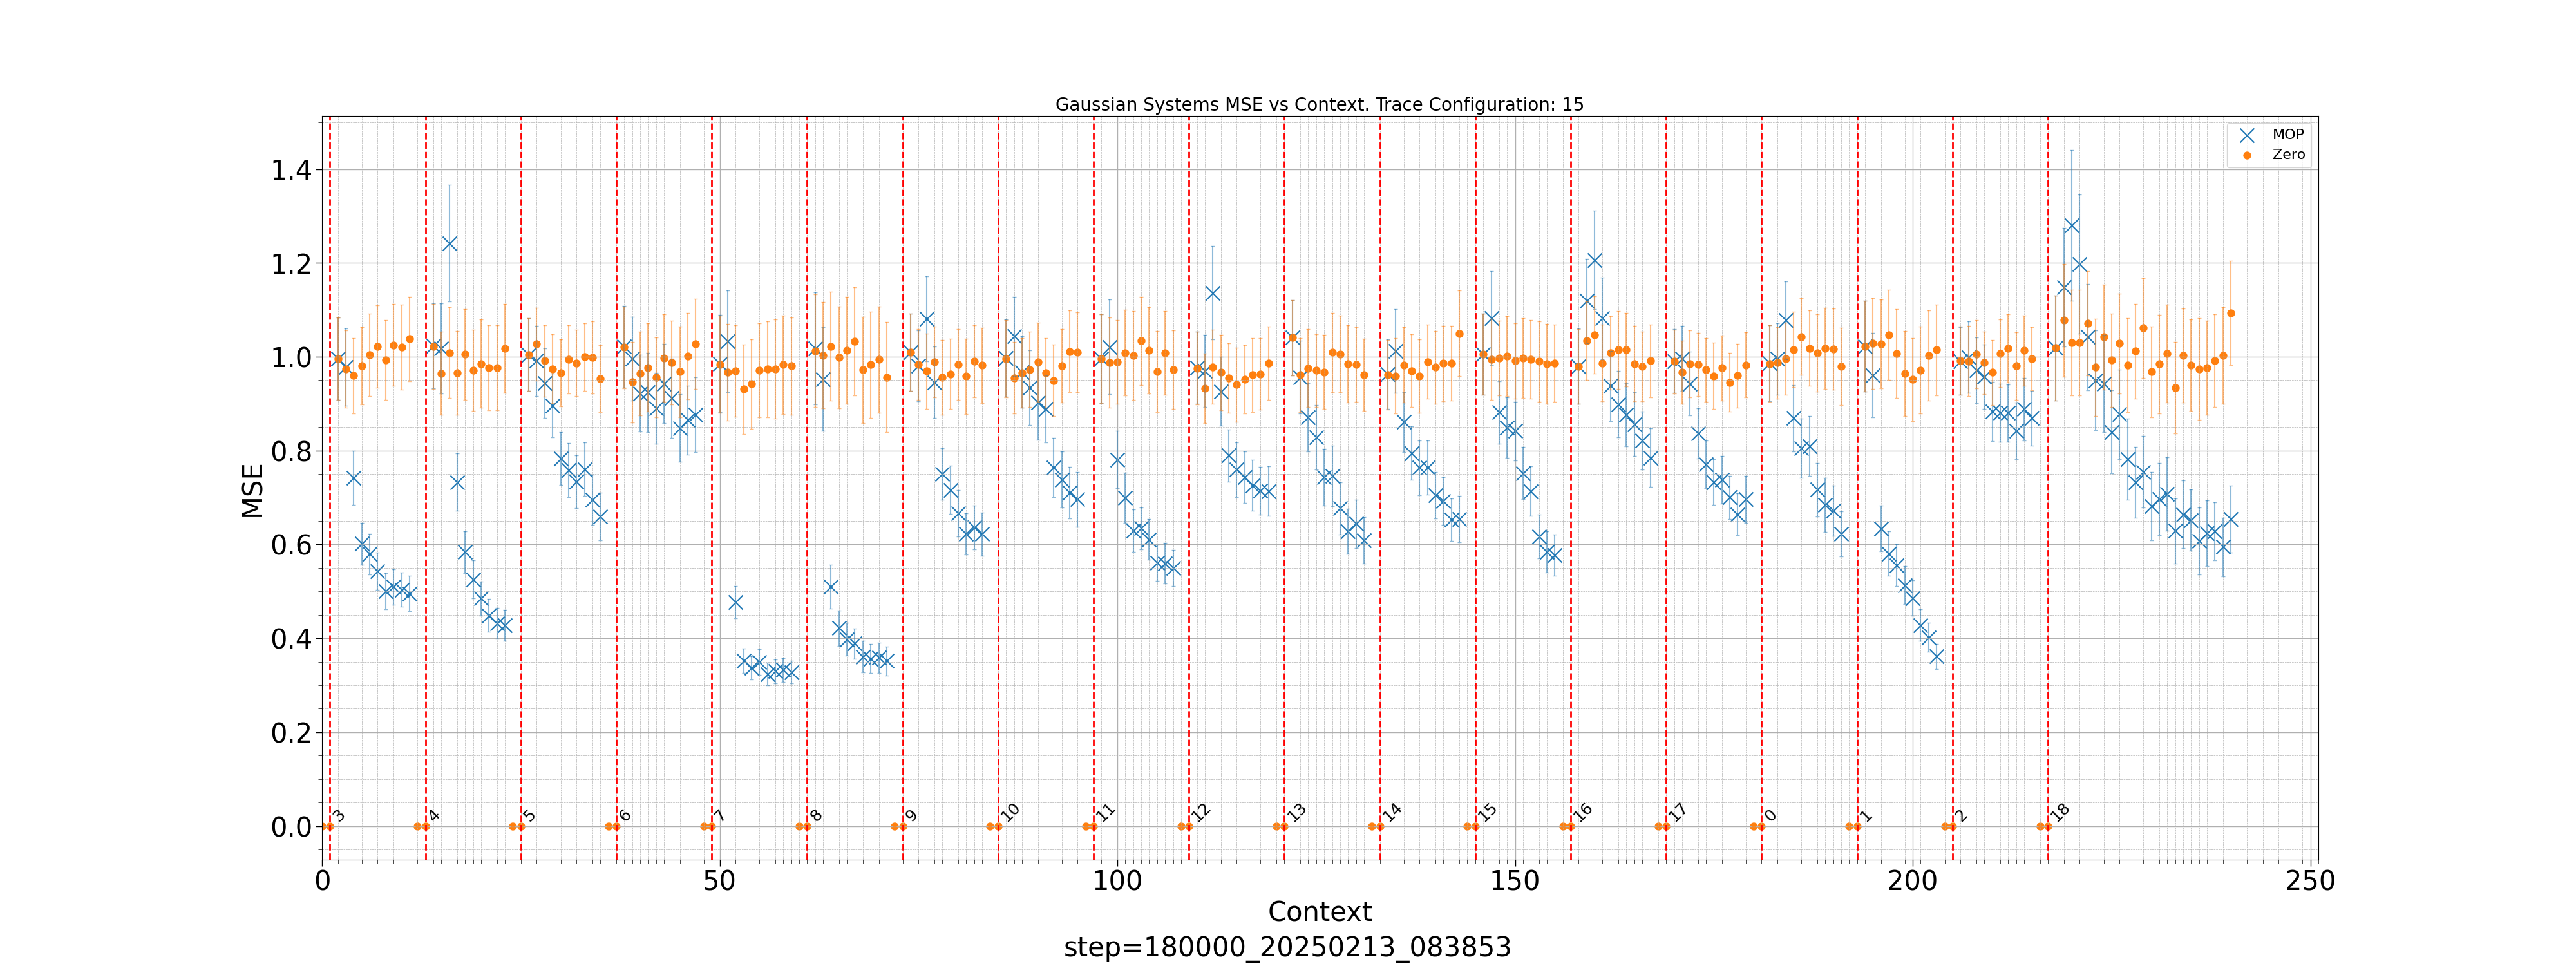 Gaussian Systems MSE vs Context. Trace Configuration: 15
MOP
Zero
1.4
1.2
1.0
0.8
0.6
0.4
0.2
0.0
MSE
3 4 5 6 7 8 9 10 11 12 13 14 15 16 17 0 1 2 18
0 50 100 150 200 250
Context
step=180000_20250213_083853